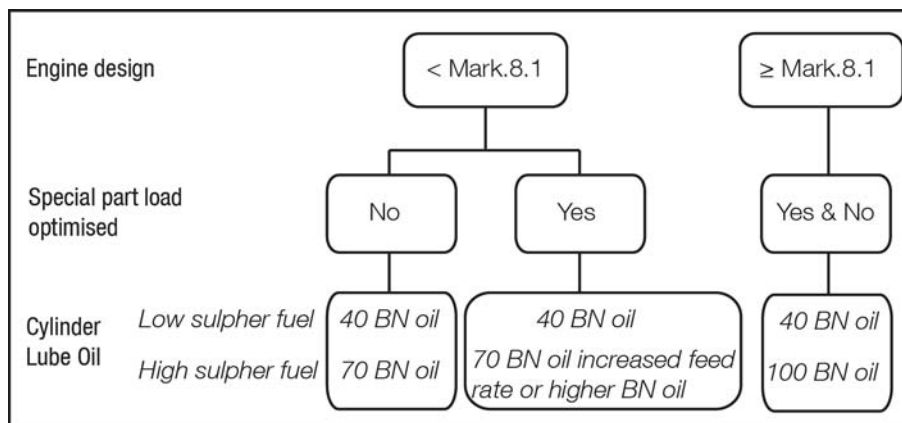 Engine design
< Mark.8.1
≥ Mark.8.1
Special part load
optimised
No
Yes
Yes & No
Cylinder
Lube Oil
Low sulpher fuel
40 BN oil
40 BN oil
40 BN oil
High sulpher fuel
70 BN oil
70 BN oil increased feed
rate or higher BN oil
100 BN oil